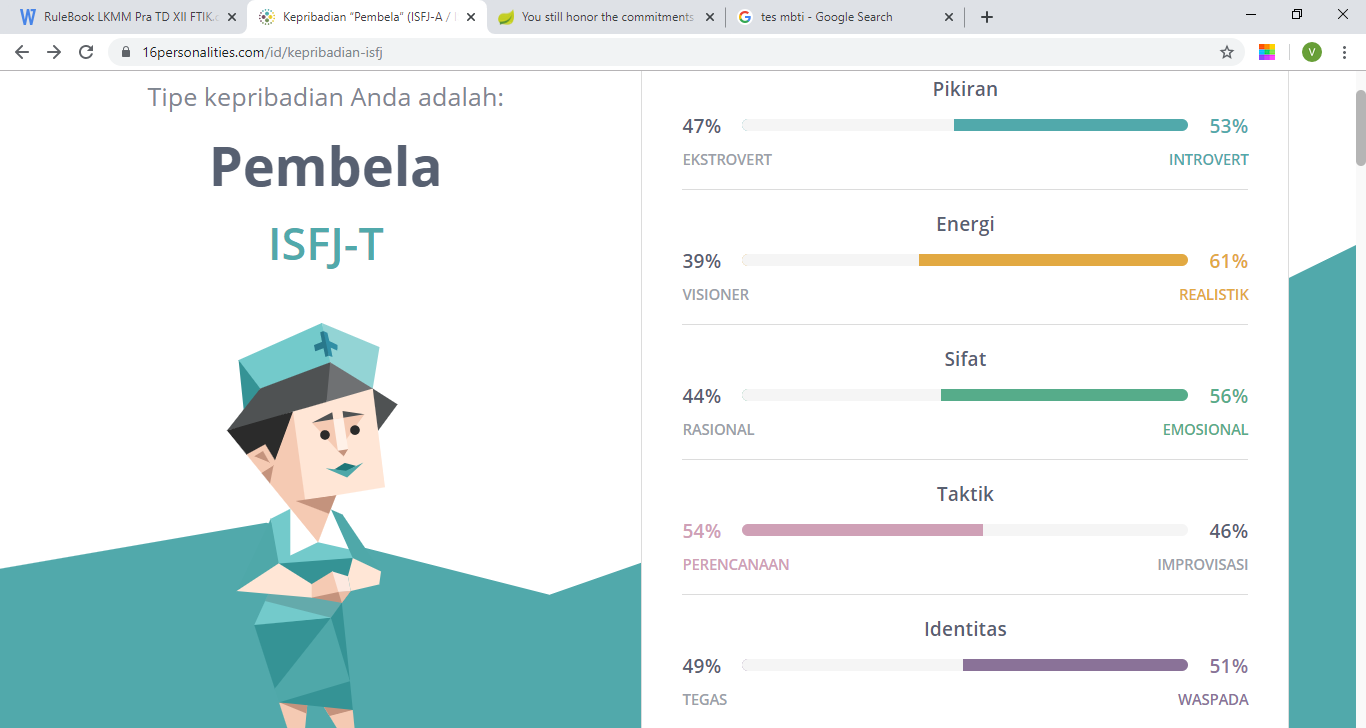 RuleBook LKMM Pra TD XII FTIK.
Kepribadian “Pembela” (ISFJ-A /
You still honor the commitments
tes mbti - Google Search
16personalities.com/id/kepribadian-isfj
V
Tipe kepribadian Anda adalah:
Pembela
ISFJ-T
Pikiran
47% 53%
EKSTROVERT INTROVERT
Energi
39% 61%
VISIONER REALISTIK
Sifat
44% 56%
RASIONAL EMOSIONAL
Taktik
54% 46%
PERENCANAAN IMPROVISASI
Identitas
49% 51%
TEGAS WASPADA